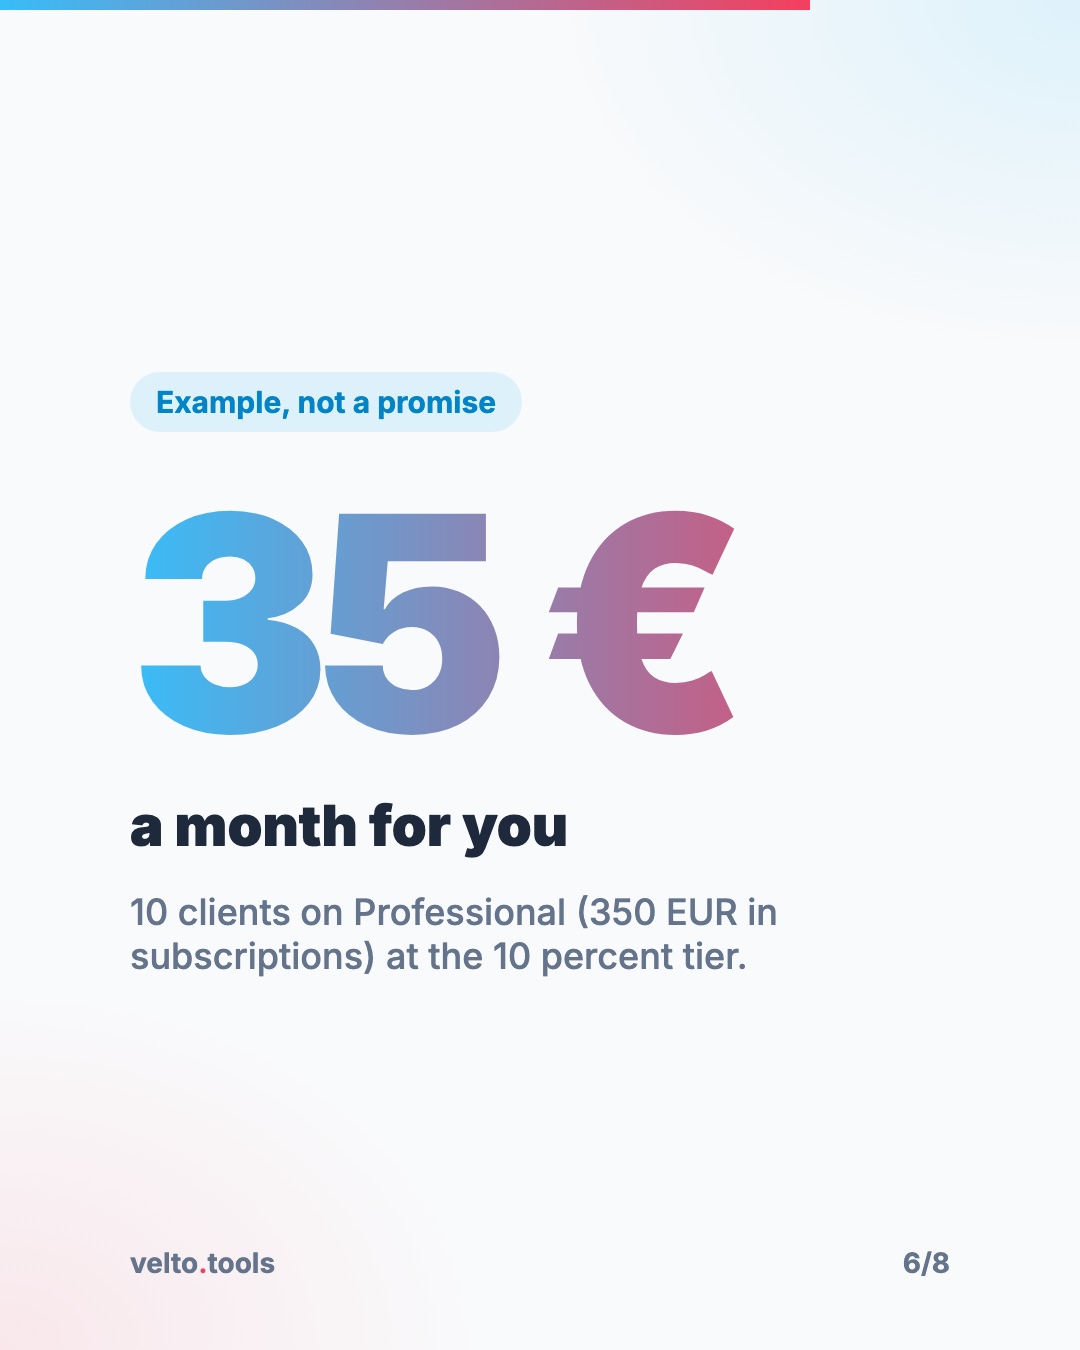 Example, not a promise
35 €
a month for you
10 clients on Professional (350 EUR in
subscriptions) at the 10 percent tier.
velto.tools
6/8